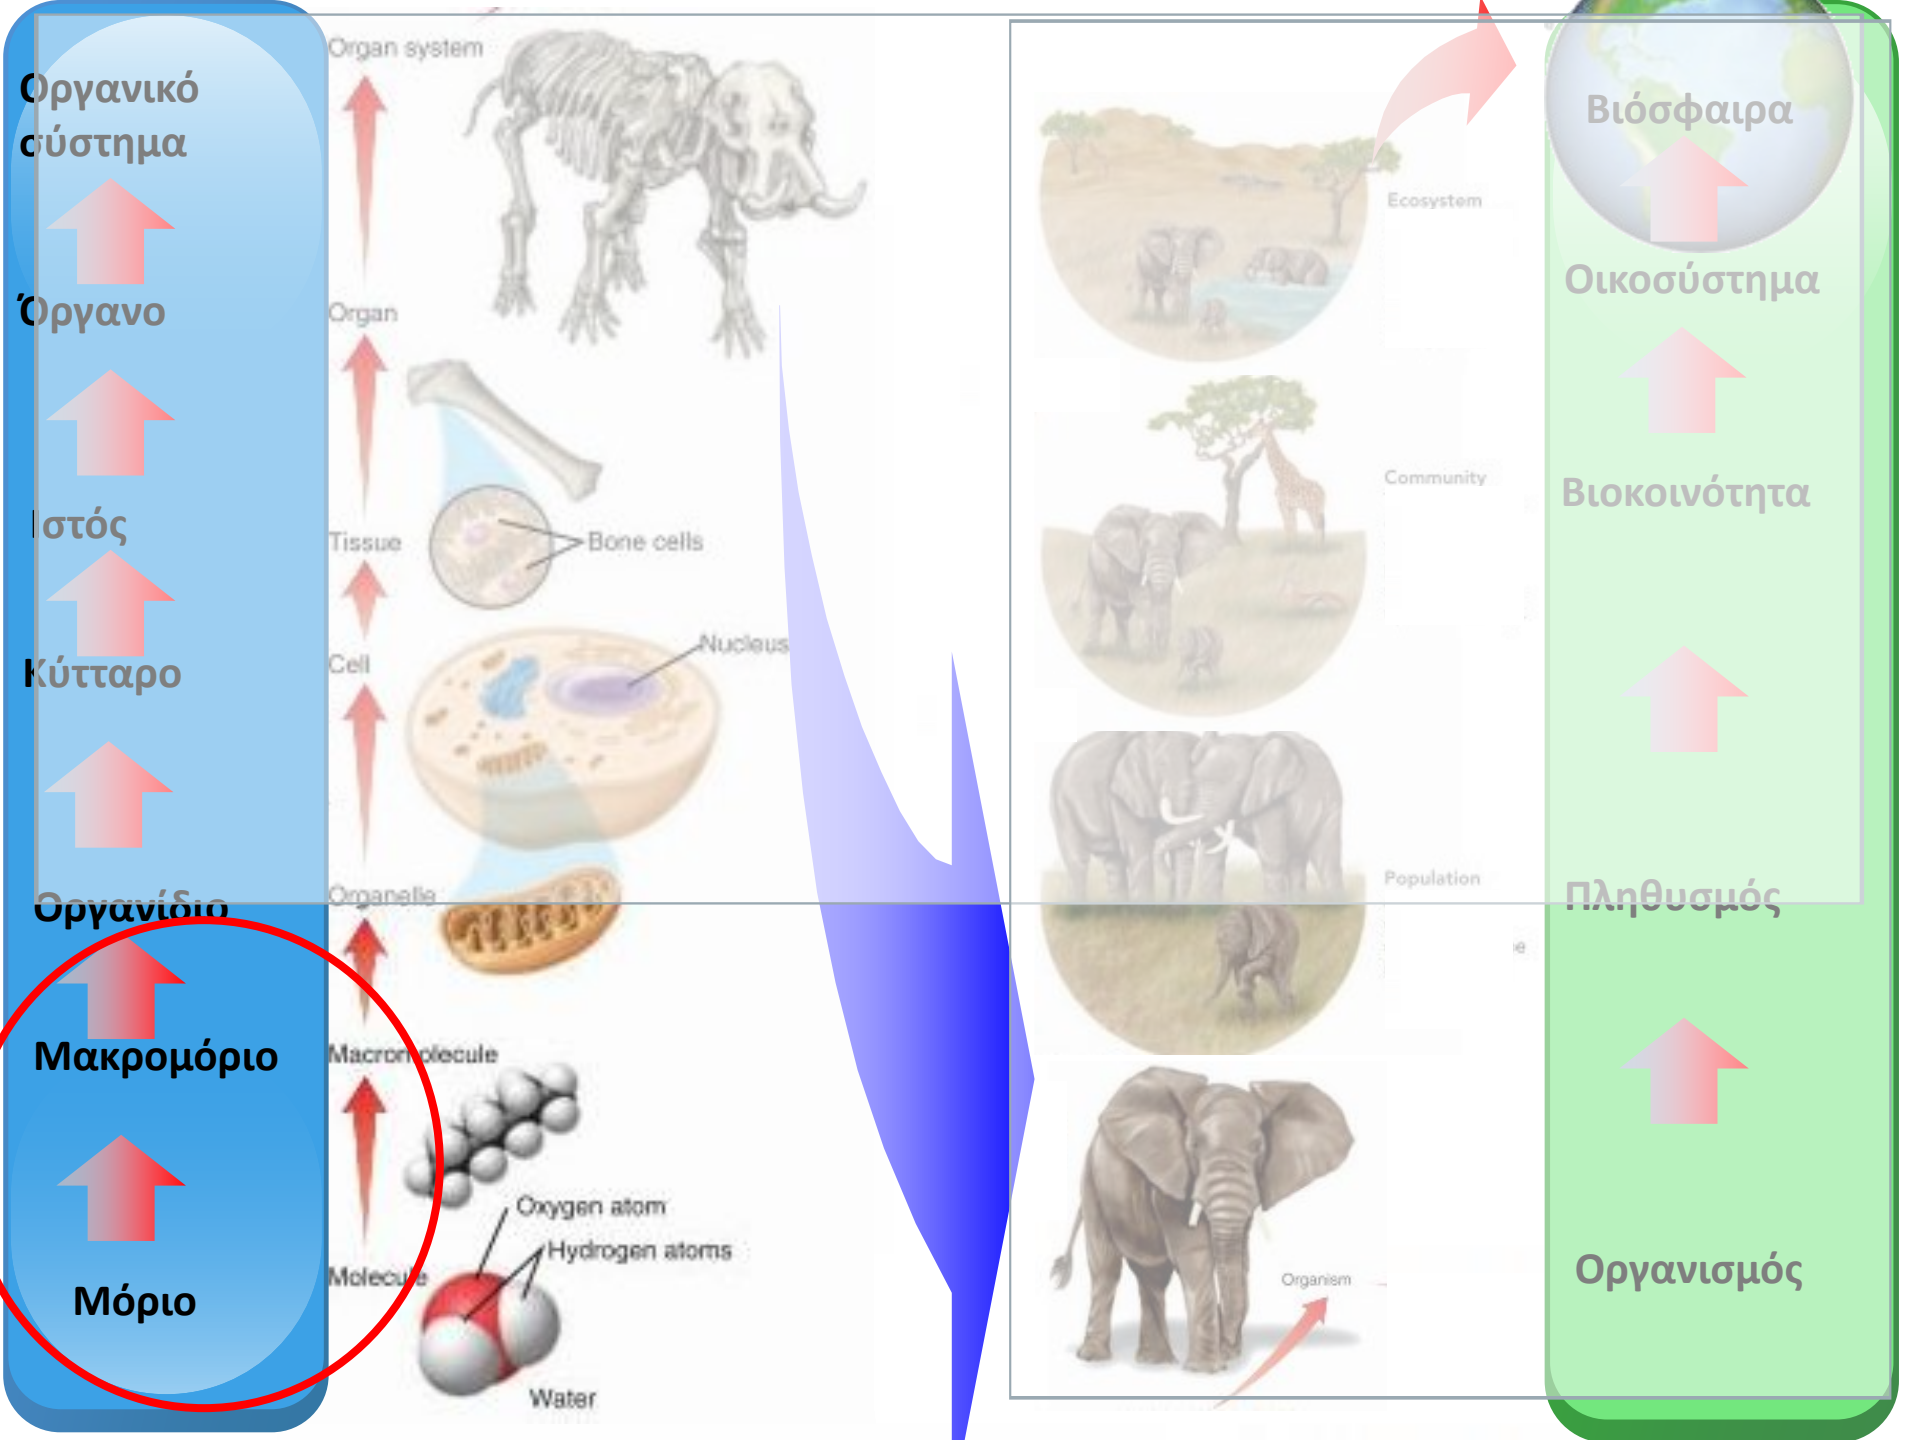 Οργανικό
σύστημα
Όργανο
Ιστός
Κύτταρο
Οργανίδιο
Μακρομόριο
Μόριο
Organ system
Organ
Tissue
Bone cells
Nucleus
Cell
Organelle
Macromolecule
Oxygen atom
Hydrogen atoms
Molecule
Water
Ecosystem
Community
Population
Organism
Βιόσφαιρα
Οικοσύστημα
Βιοκοινότητα
Πληθυσμός
Οργανισμός